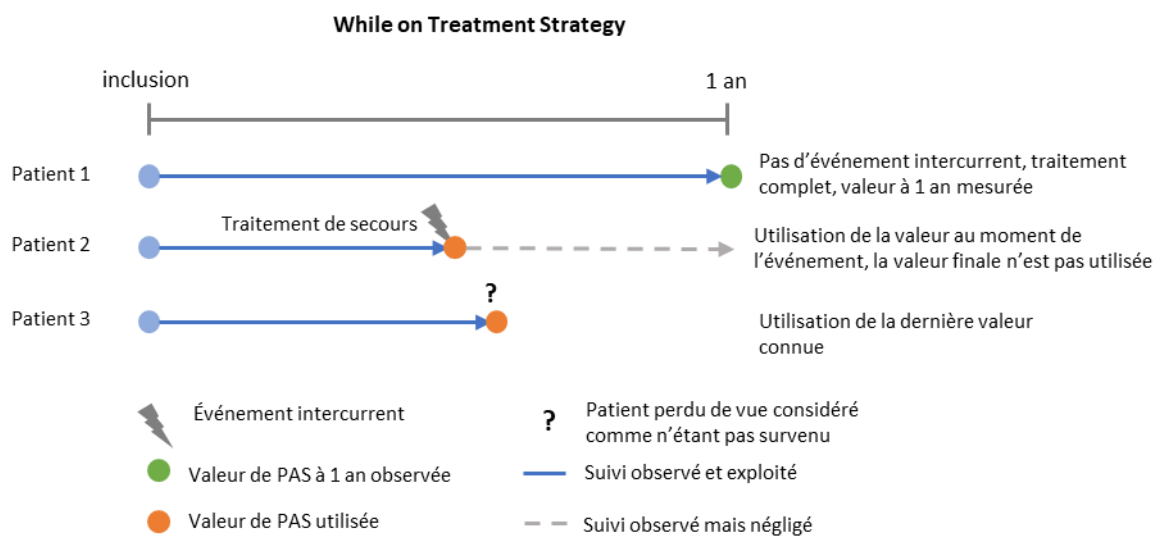 While on Treatment Strategy
inclusion
1 an
Patient 1
Pas d'événement intercurrent, traitement
complet, valeur à 1 an mesurée
Traitement de secours
Patient 2
Utilisation de la valeur au moment de
l'événement, la valeur finale n'est pas utilisée
?
Patient 3
Utilisation de la dernière valeur
connue
Événement intercurrent
?
Patient perdu de vue considéré
comme n'étant pas survenu
Valeur de PAS à 1 an observée
Suivi observé et exploité
Valeur de PAS utilisée
Suivi observé mais négligé